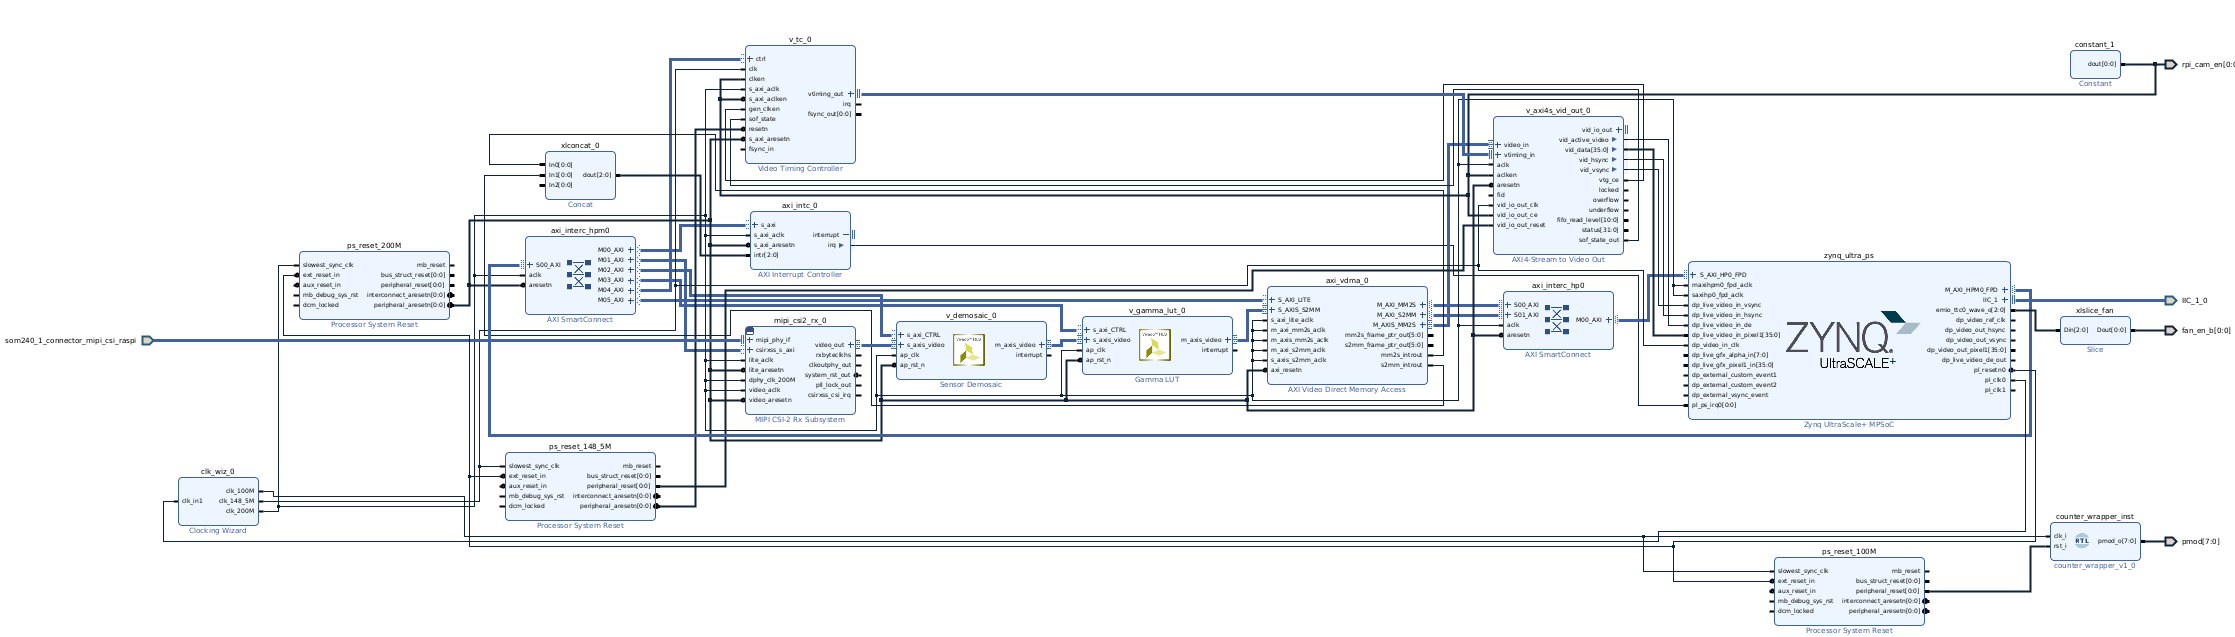 v_tc_0
ctrl
clk
clken
s_axi_aclk
s_axi_aclken
gen_clken
sof_state
resetn
s_axi_aresetn
fsync_in
vtiming_out
irq
fsync_out[0:0]
Video Timing Controller
constant_1
dout[0:0]
Constant
rpi_cam_en[0:0
xlconcat_0
In0[0:0]
In1[0:0]
In2[0:0]
dout[2:0]
Concat
v_axi4s_vid_out_0
video_in
vtiming_in
aclk
aclken
aresetn
fid
vid_io_out_clk
vid_io_out_ce
vid_io_out_reset
vid_io_out
vid_active_video
vid_data[35:0]
vid_hsync
vid_vsync
vtg_ce
locked
overflow
underflow
fifo_read_level[10:0]
status[31:0]
sof_state_out
AXI4-Stream to Video Out
axi_intc_0
s_axi
s_axi_aclk
s_axi_aresetn
intr[2:0]
interrupt
irq
AXI Interrupt Controller
ps_reset_200M
slowest_sync_clk
ext_reset_in
aux_reset_in
mb_debug_sys_rst
dcm_locked
mb_reset
bus_struct_reset[0:0]
peripheral_reset[0:0]
interconnect_aresetn[0:0]
peripheral_aresetn[0:0]
Processor System Reset
axi_interc_hpm0
S00_AXI
aclk
aresetn
M00_AXI
M01_AXI
M02_AXI
M03_AXI
M04_AXI
M05_AXI
AXI SmartConnect
som240_1_connector_mipi_csi_raspi
mipi_csi2_rx_0
mipi_phy_if
csirxss_s_axi
lite_aclk
lite_aresetn
dphy_clk_200M
video_aclk
video_aresetn
video_out
rxbyteclkhs
clkoutphy_out
system_rst_out
pll_lock_out
csirxss_csi_irq
MIPI CSI-2 Rx Subsystem
v_demosaic_0
s_axi_CTRL
s_axis_video
ap_clk
ap_rst_n
m_axis_video
interrupt
Sensor Demosaic
v_gamma_lut_0
s_axi_CTRL
s_axis_video
ap_clk
ap_rst_n
m_axis_video
interrupt
Gamma LUT
axi_vdma_0
S_AXI_LITE
S_AXIS_S2MM
s_axi_lite_aclk
m_axi_mm2s_aclk
m_axis_mm2s_aclk
m_axi_s2mm_aclk
s_axis_s2mm_aclk
axi_resetn
M_AXI_MM2S
M_AXI_S2MM
M_AXIS_MM2S
mm2s_frame_ptr_out[5:0]
s2mm_frame_ptr_out[5:0]
mm2s_introut
s2mm_introut
AXI Video Direct Memory Access
axi_interc_hp0
S00_AXI
S01_AXI
aclk
aresetn
M00_AXI
AXI SmartConnect
zynq_ultra_ps
S_AXI_HP0_FPD
maxihpm0_fpd_aclk
saxihp0_fpd_aclk
dp_live_video_in_vsync
dp_live_video_in_hsync
dp_live_video_in_de
dp_live_video_in_pixel1[35:0]
dp_video_in_clk
dp_live_gfx_alpha_in[7:0]
dp_live_gfx_pixel1_in[35:0]
dp_external_custom_event1
dp_external_custom_event2
dp_external_vsync_event
pl_ps_irq0[0:0]
ZYNQ
UltraSCALE+
M_AXI_HPM0_FPD
IIC_1
emio_ttc0_wave_o[2:0]
dp_video_ref_clk
dp_video_out_hsync
dp_video_out_vsync
dp_video_out_pixel1[35:0]
dp_live_video_de_out
pl_resetn0
pl_clk0
pl_clk1
Zynq UltraScale+ MPSoC
IIC_1_0
xlslice_fan
Din[2:0]
Dout[0:0]
Slice
fan_en_b[0:0]
clk_wiz_0
clk_in1
clk_100M
clk_148_5M
clk_200M
Clocking Wizard
ps_reset_148_5M
slowest_sync_clk
ext_reset_in
aux_reset_in
mb_debug_sys_rst
dcm_locked
mb_reset
bus_struct_reset[0:0]
peripheral_reset[0:0]
interconnect_aresetn[0:0]
peripheral_aresetn[0:0]
Processor System Reset
counter_wrapper_inst
clk_i
rst_i
RTL
pmod_o[7:0]
counter_wrapper_v1_0
pmod[7:0]
ps_reset_100M
slowest_sync_clk
ext_reset_in
aux_reset_in
mb_debug_sys_rst
dcm_locked
mb_reset
bus_struct_reset[0:0]
peripheral_reset[0:0]
interconnect_aresetn[0:0]
peripheral_aresetn[0:0]
Processor System Reset